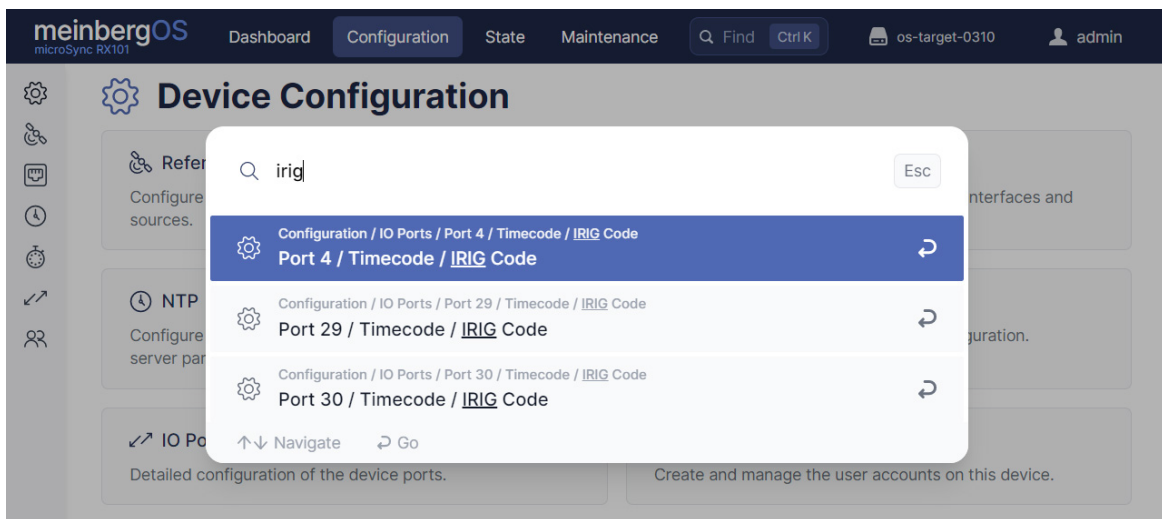 meinbergOS
microSync RX101
Dashboard Configuration State Maintenance Find Ctrl K os-target-0310 admin
Device Configuration
irig
Esc
Configure
nterfaces and
sources.
Configuration / IO Ports / Port 4 / Timecode / IRIG Code
Port 4 / Timecode / IRIG Code
NTP
Configuration / IO Ports / Port 29 / Timecode / IRIG Code
Port 29 / Timecode / IRIG Code
Configure
server par
Configuration / IO Ports / Port 30 / Timecode / IRIG Code
Port 30 / Timecode / IRIG Code
IO Po
Navigate Go
Detailed configuration of the device ports.
Create and manage the user accounts on this device.